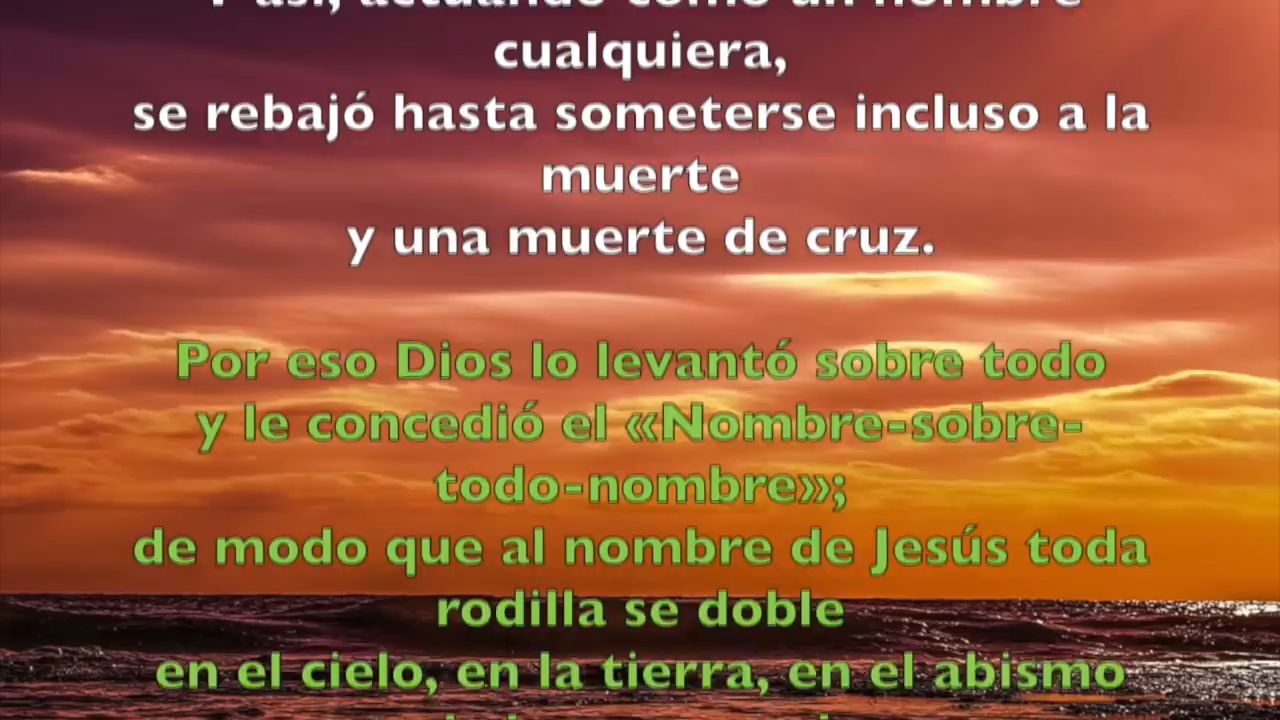 Y así, actuando como un hombre
cualquiera,
se rebajó hasta someterse incluso a la
muerte
y una muerte de cruz.
Por eso Dios lo levantó sobre todo
y le concedió el «Nombre-sobre-
todo-nombre»;
de modo que al nombre de Jesús toda
rodilla se doble
en el cielo, en la tierra, en el abismo